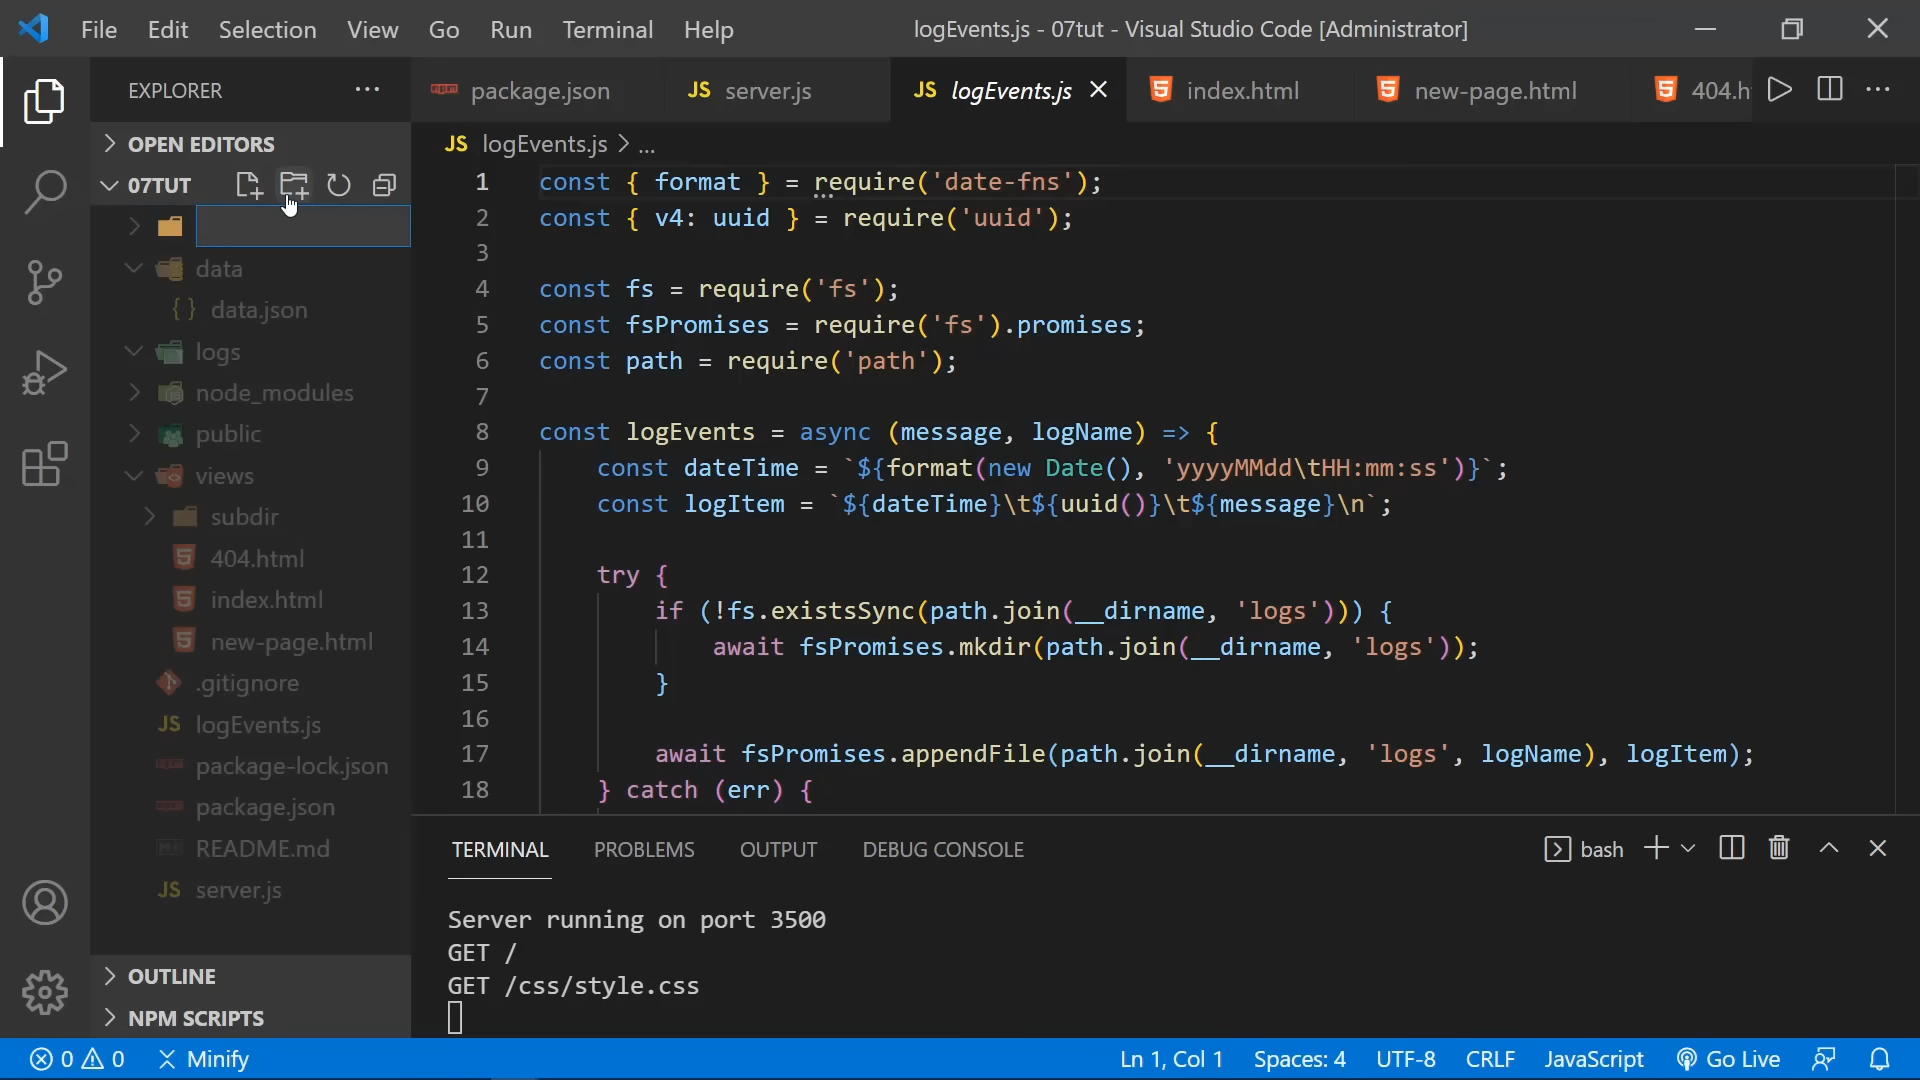 File Edit Selection View Go Run Terminal Help
logEvents.js - 07tut - Visual Studio Code [Administrator]
EXPLORER
package.json
JS server.js
JS logEvents.js
index.html
new-page.html
404.h
OPEN EDITORS
07TUT
data
{ } data.json
logs
node_modules
public
views
subdir
404.html
index.html
new-page.html
.gitignore
JS logEvents.js
package-lock.json
package.json
README.md
JS server.js
OUTLINE
NPM SCRIPTS
JS logEvents.js > ...
1 const { format } = require('date-fns');
2 const { v4: uuid } = require('uuid');
3
4 const fs = require('fs');
5 const fsPromises = require('fs').promises;
6 const path = require('path');
7
8 const logEvents = async (message, logName) => {
9 const dateTime = `${format(new Date(), 'yyyyMMdd\tHH:mm:ss')}`;
10 const logItem = `${dateTime}\t${uuid()}\t${message}\n`;
11
12 try {
13 if (!fs.existsSync(path.join(__dirname, 'logs'))) {
14 await fsPromises.mkdir(path.join(__dirname, 'logs'));
15 }
16
17 await fsPromises.appendFile(path.join(__dirname, 'logs', logName), logItem);
18 } catch (err) {
TERMINAL PROBLEMS OUTPUT DEBUG CONSOLE
bash
Server running on port 3500
GET /
GET /css/style.css
0 0 Minify
Ln 1, Col 1 Spaces: 4 UTF-8 CRLF JavaScript Go Live